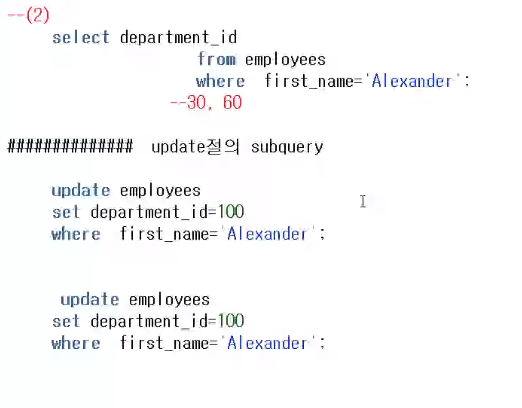 --(2)
select department_id
from employees
where first_name='Alexander';
--30, 60
############## update절의 subquery
update employees
set department_id=100
where first_name='Alexander';
update employees
set department_id=100
where first_name='Alexander';